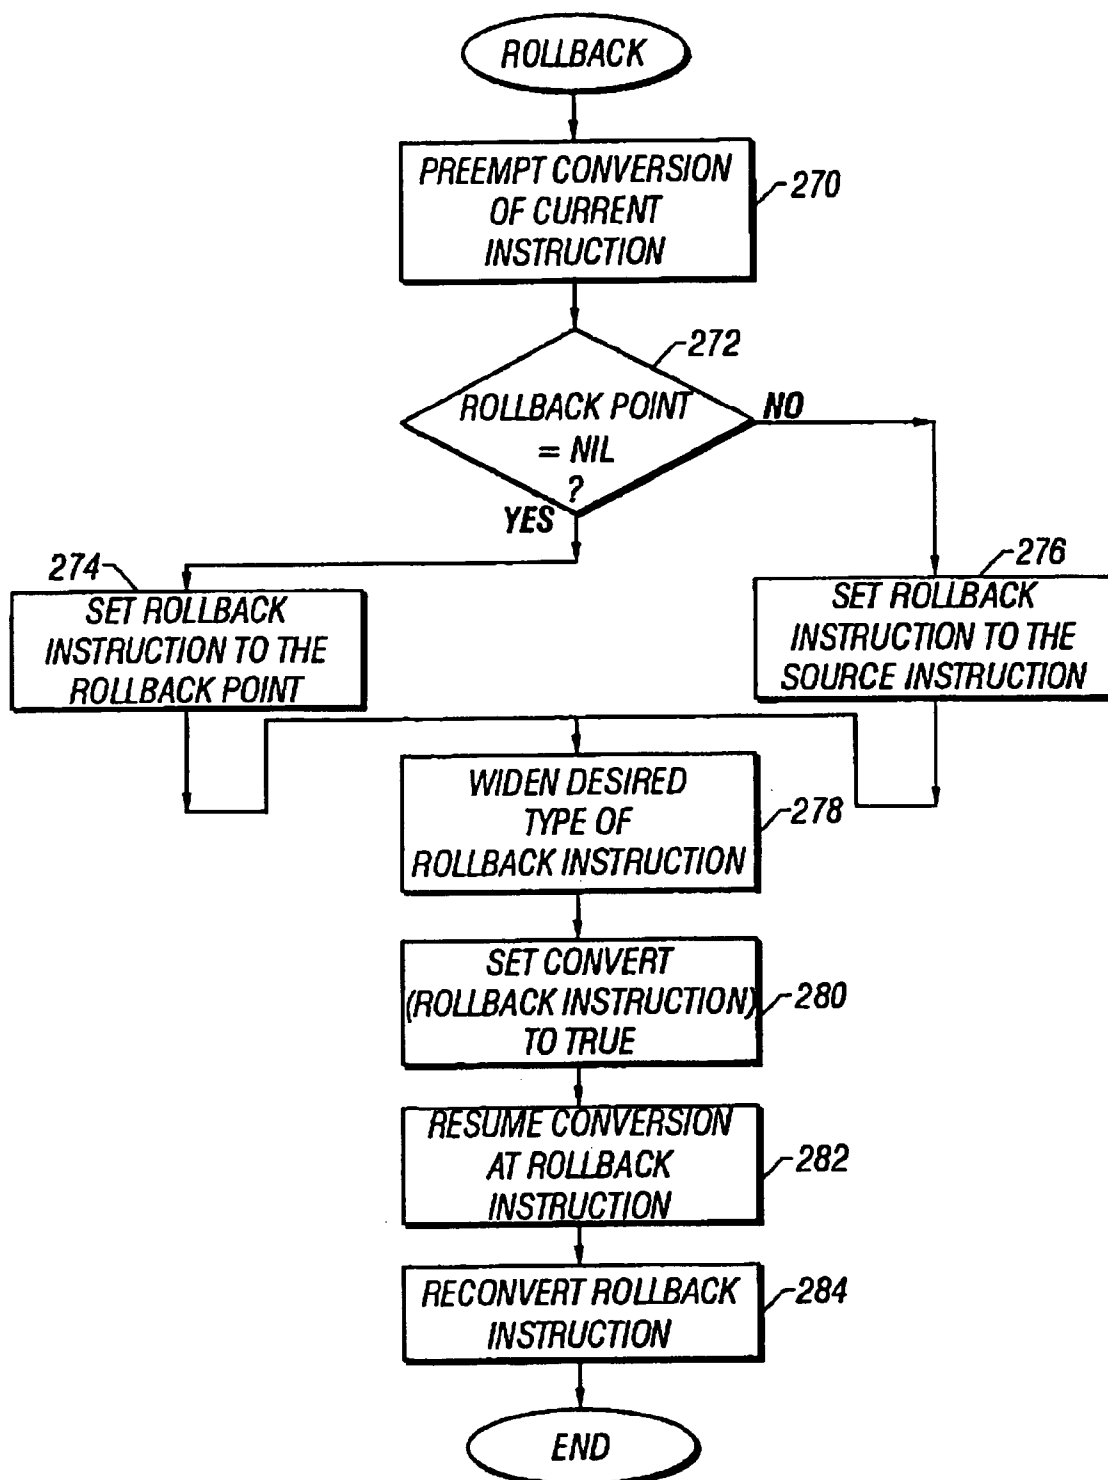 ROLLBACK
PREEMPT CONVERSION
OF CURRENT
INSTRUCTION
270
272
ROLLBACK POINT
= NIL
?
NO
YES
274
SET ROLLBACK
INSTRUCTION TO THE
ROLLBACK POINT
276
SET ROLLBACK
INSTRUCTION TO THE
SOURCE INSTRUCTION
WIDEN DESIRED
TYPE OF
ROLLBACK INSTRUCTION
278
SET CONVERT
(ROLLBACK INSTRUCTION)
TO TRUE
280
RESUME CONVERSION
AT ROLLBACK
INSTRUCTION
282
RECONVERT ROLLBACK
INSTRUCTION
284
END